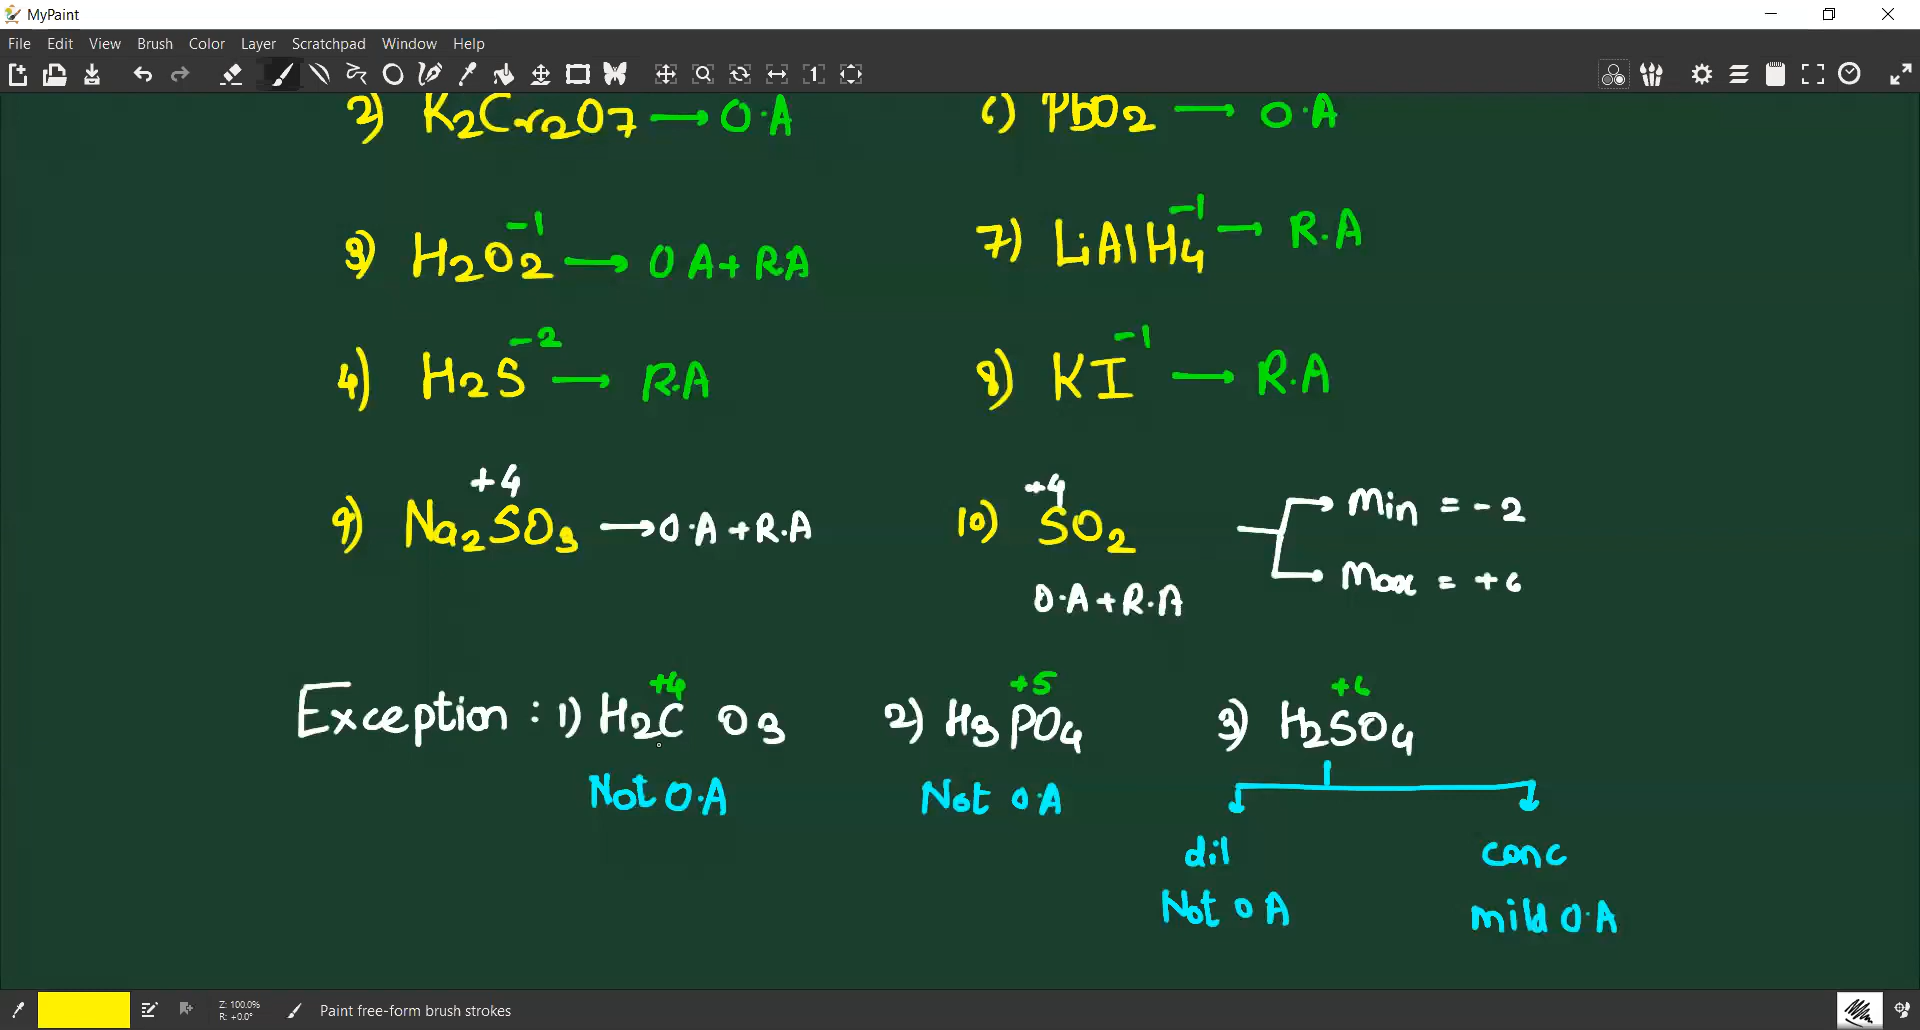 MyPaint
File Edit View Brush Color Layer Scratchpad Window Help
2) K2Cr2O7 → O·A
6) PbO2 → O·A
3) H2O2 -1 → O A + R.A
7) LiAlH4 -1 → R.A
4) H2S -2 → R.A
8) KI -1 → R.A
+4
9) Na2SO3 → O·A + R.A
+4
10) SO2
Min = -2
Max = +6
O·A + R.A
+4 +5 +6
Exception : 1) H2C O3 2) H3PO4 3) H2SO4
Not O·A Not O·A
dil conc
Not O A mild O·A
Z: 100.0%
R: +0.0°
Paint free-form brush strokes